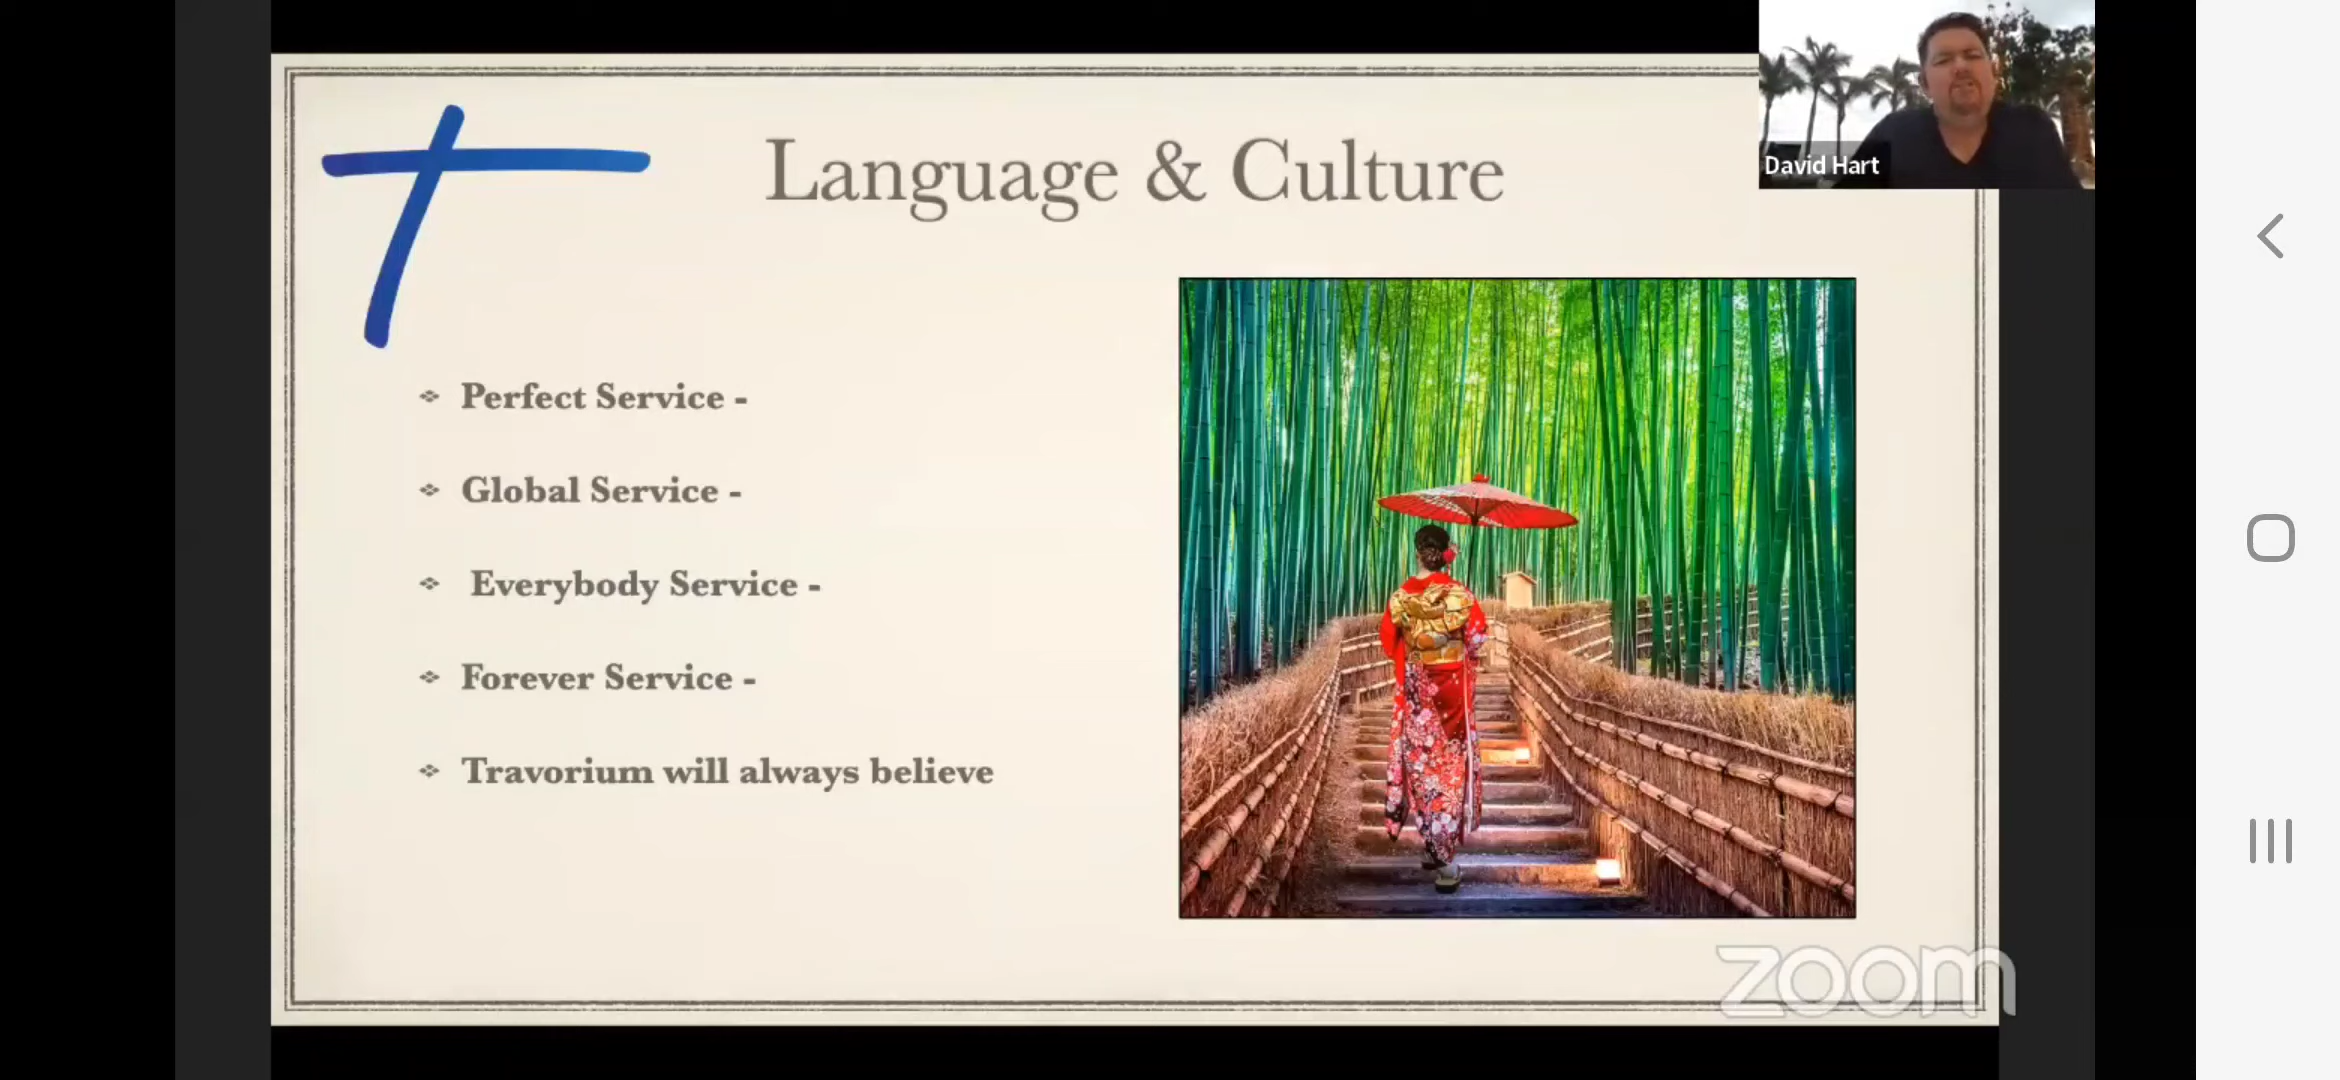 Language & Culture
David Hart
Perfect Service -
Global Service -
Everybody Service -
Forever Service -
Travorium will always believe
zoom